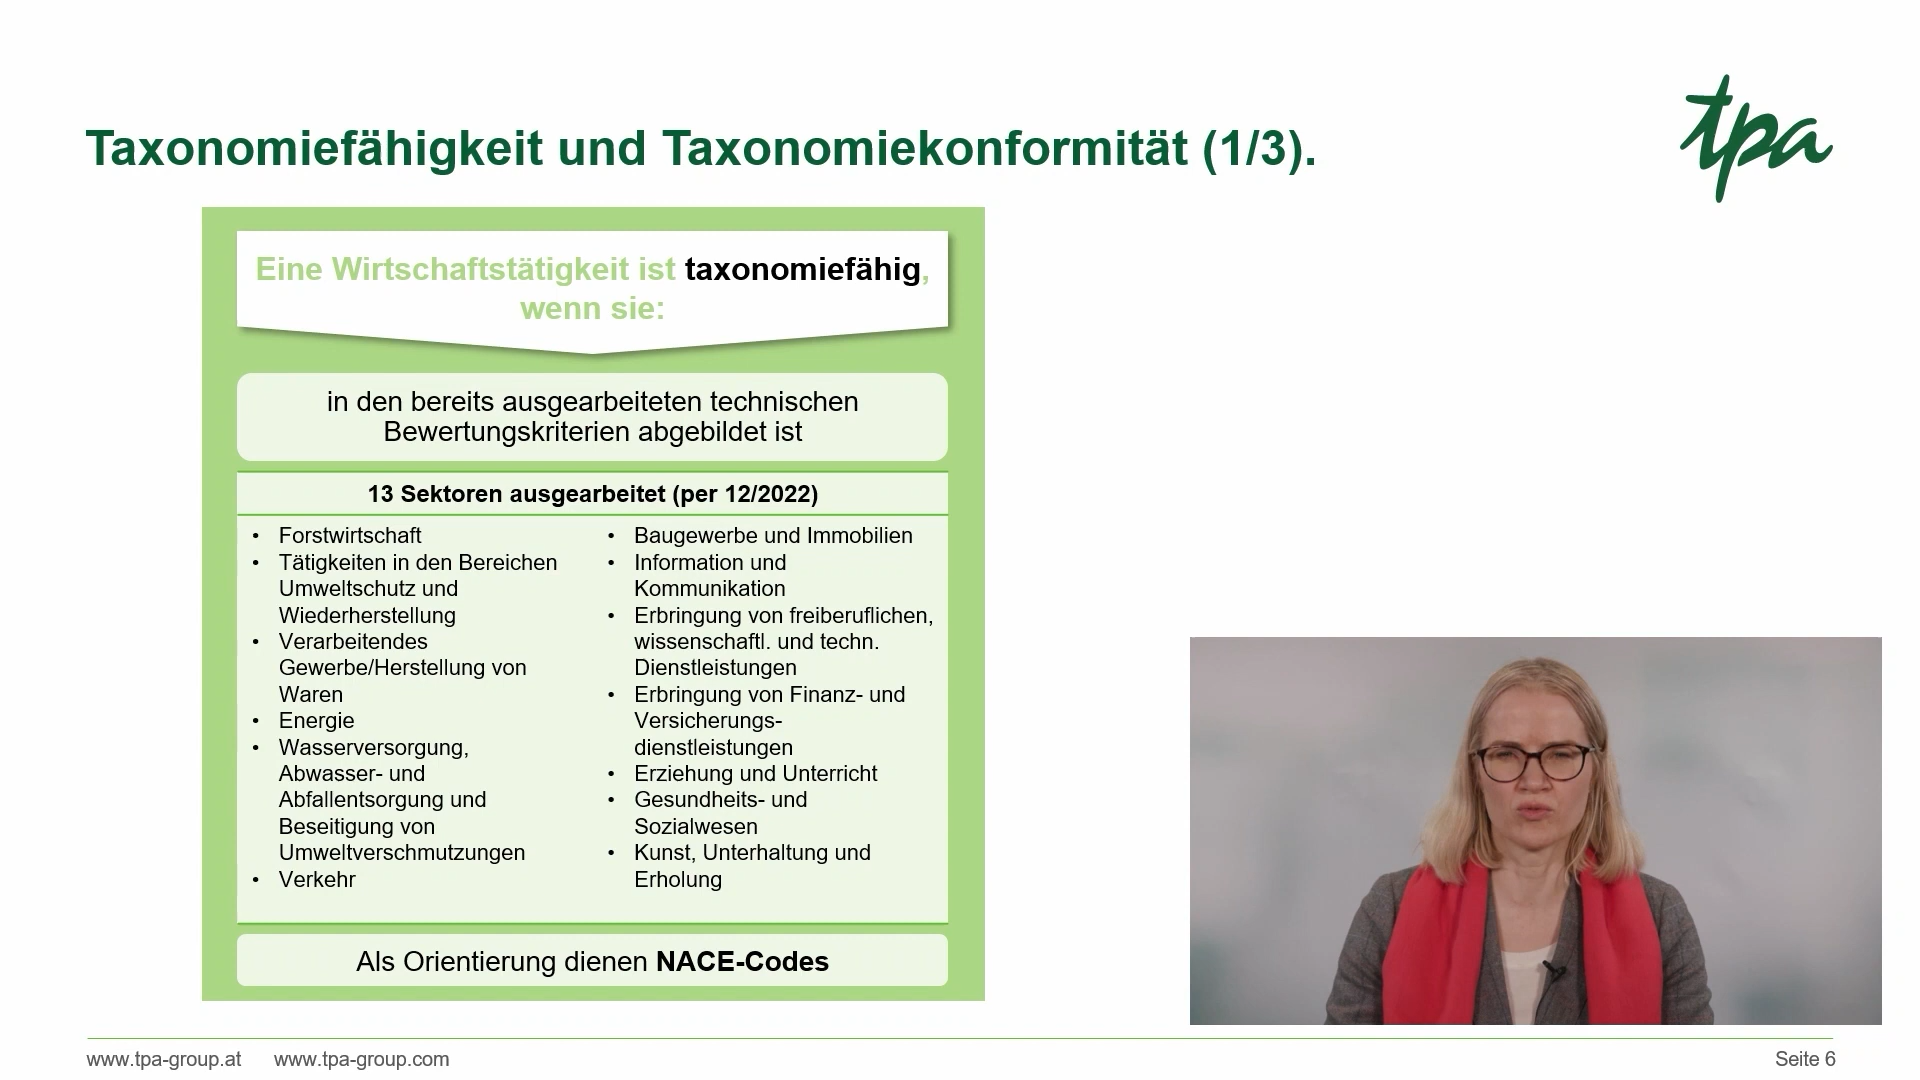 Taxonomiefähigkeit und Taxonomiekonformität (1/3).
tpa
Eine Wirtschaftstätigkeit ist taxonomiefähig,
wenn sie:
in den bereits ausgearbeiteten technischen
Bewertungskriterien abgebildet ist
13 Sektoren ausgearbeitet (per 12/2022)
• Forstwirtschaft
• Tätigkeiten in den Bereichen
Umweltschutz und
Wiederherstellung
• Verarbeitendes
Gewerbe/Herstellung von
Waren
• Energie
• Wasserversorgung,
Abwasser- und
Abfallentsorgung und
Beseitigung von
Umweltverschmutzungen
• Verkehr
• Baugewerbe und Immobilien
• Information und
Kommunikation
• Erbringung von freiberuflichen,
wissenschaftl. und techn.
Dienstleistungen
• Erbringung von Finanz- und
Versicherungs-
dienstleistungen
• Erziehung und Unterricht
• Gesundheits- und
Sozialwesen
• Kunst, Unterhaltung und
Erholung
Als Orientierung dienen NACE-Codes
www.tpa-group.at www.tpa-group.com
Seite 6